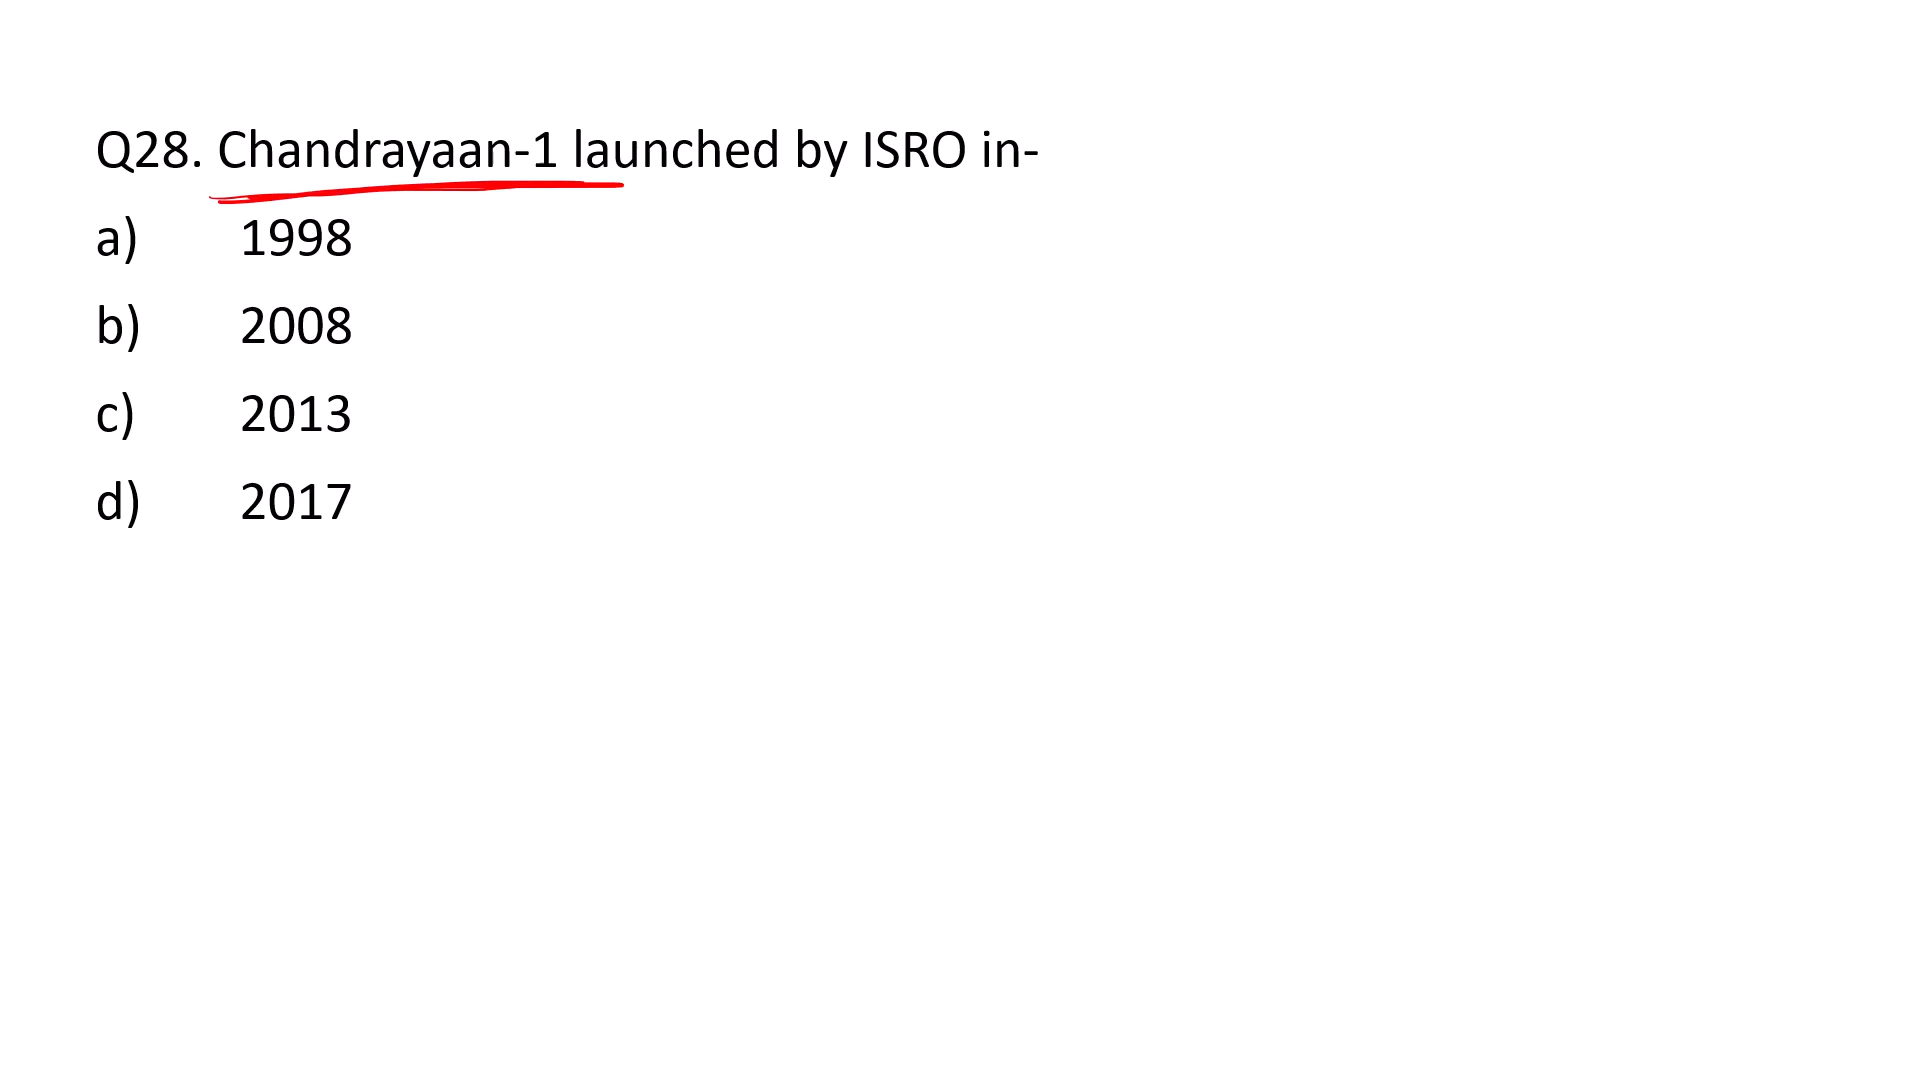 Q28. Chandrayaan-1 launched by ISRO in-
a) 1998
b) 2008
c) 2013
d) 2017